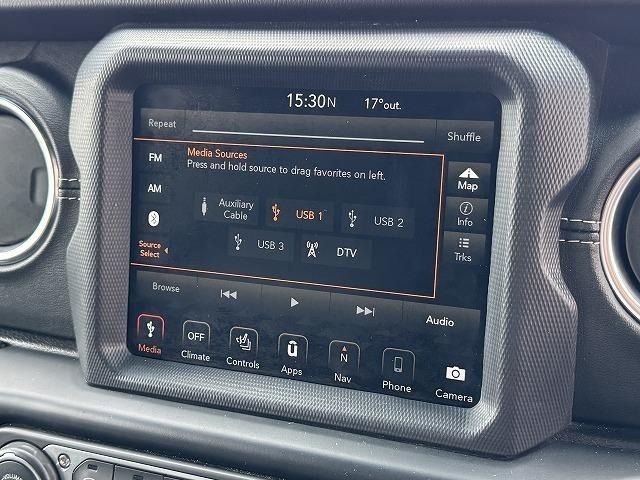 15:30 N 17°out.
Repeat
Shuffle
FM
AM
Source
Select
Media Sources
Press and hold source to drag favorites on left.
Auxiliary
Cable
USB 1
USB 2
USB 3
DTV
Map
Info
Trks
Browse
Audio
Media
OFF
Climate
Controls
Apps
N
Nav
Phone
Camera